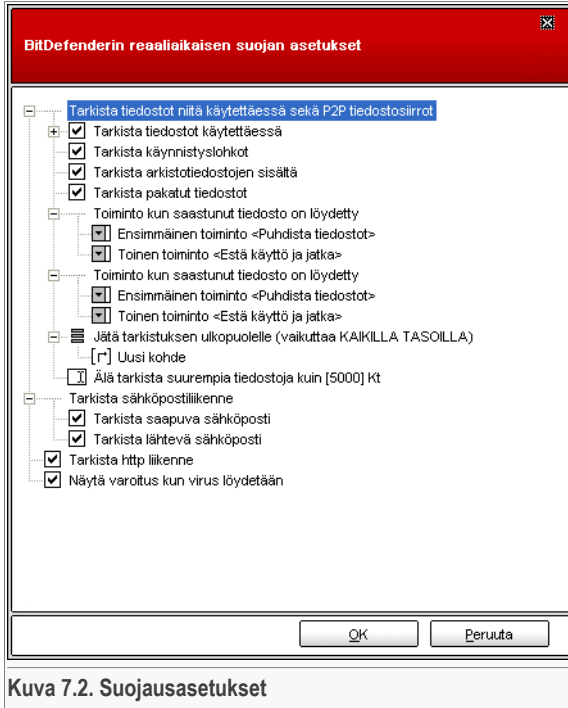 BitDefenderin reaaliaikaisen suojan asetukset
Tarkista tiedostot niitä käytettäessä sekä P2P tiedostosiirrot
Tarkista tiedostot käytettäessä
Tarkista käynnistyslohkot
Tarkista arkistotiedostojen sisältä
Tarkista pakatut tiedostot
Toiminto kun saastunut tiedosto on löydetty
Ensimmäinen toiminto <Puhdista tiedostot>
Toinen toiminto <Estä käyttö ja jatka>
Toiminto kun saastunut tiedosto on löydetty
Ensimmäinen toiminto <Puhdista tiedostot>
Toinen toiminto <Estä käyttö ja jatka>
Jätä tarkistuksen ulkopuolelle (vaikuttaa KAIKILLA TASOILLA)
Uusi kohde
Älä tarkista suurempia tiedostoja kuin [5000] Kt
Tarkista sähköpostiliikenne
Tarkista saapuva sähköposti
Tarkista lähtevä sähköposti
Tarkista http liikenne
Näytä varoitus kun virus löydetään
OK Peruuta
Kuva 7.2. Suojausasetukset